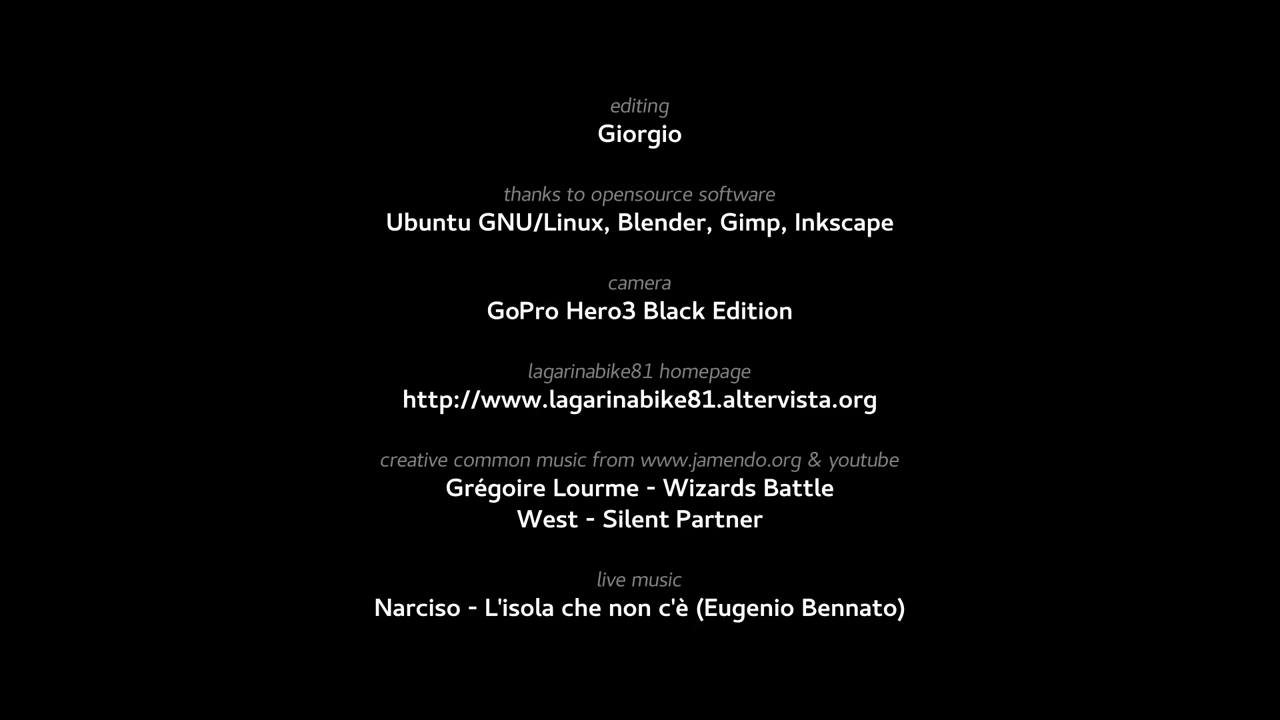 editing
Giorgio
thanks to opensource software
Ubuntu GNU/Linux, Blender, Gimp, Inkscape
camera
GoPro Hero3 Black Edition
lagarinabike81 homepage
http://www.lagarinabike81.altervista.org
creative common music from www.jamendo.org & youtube
Grégoire Lourme - Wizards Battle
West - Silent Partner
live music
Narciso - L'isola che non c'è (Eugenio Bennato)